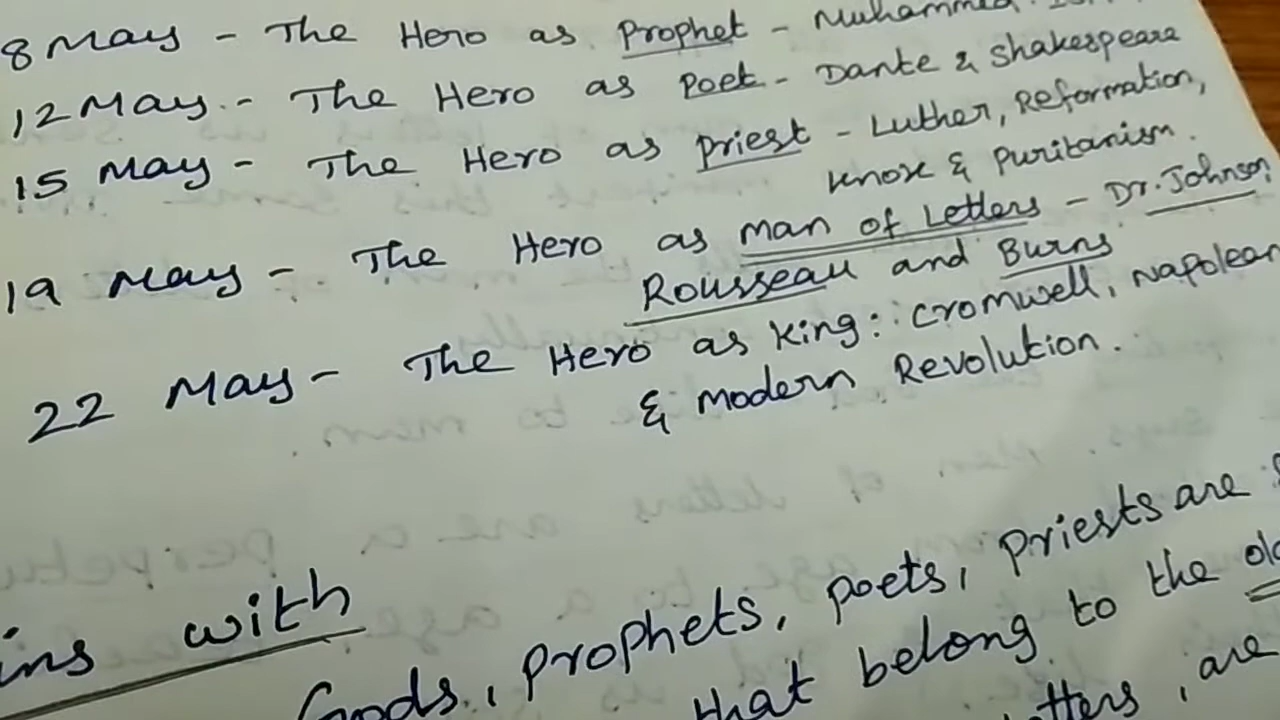 8 May - The Hero as Prophet - Muhammed
12 May - The Hero as Poet - Dante & Shakespeare
15 May - The Hero as Priest - Luther, Reformation,
Knox & Puritanism.
19 May - The Hero as Man of Letters - Dr. Johnson,
Rousseau and Burns
22 May - The Hero as King: Cromwell, Napolean
& Modern Revolution.
with
Gods, prophets, poets, priests are
that belong to the
, are